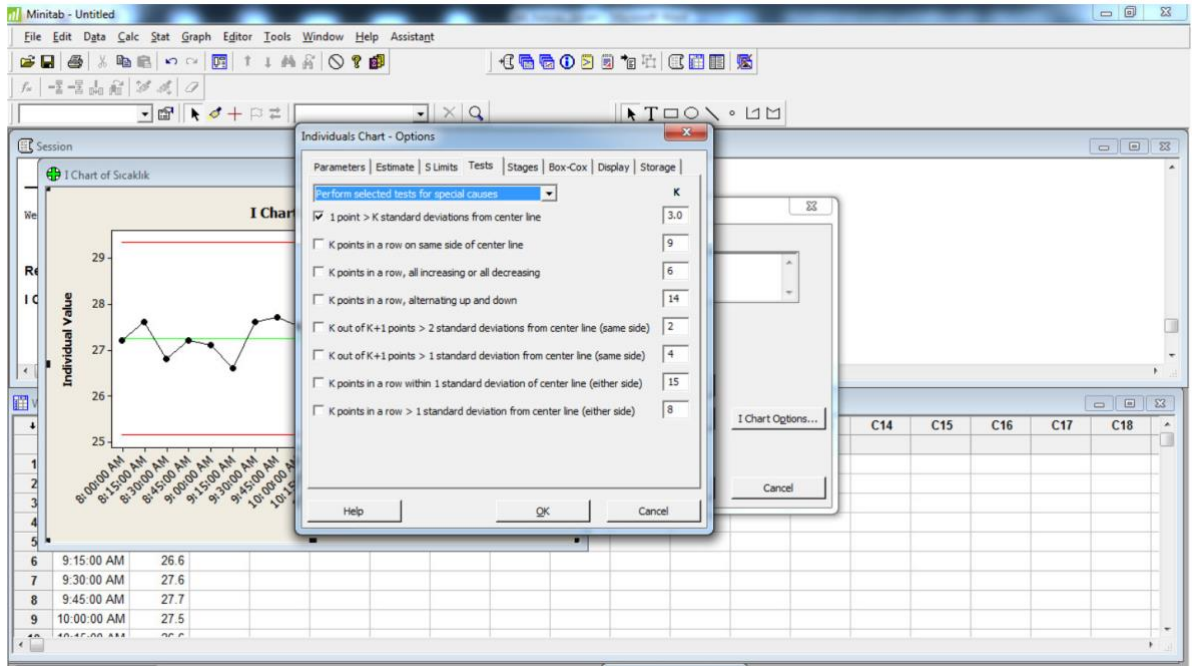 Minitab - Untitled
File Edit Data Calc Stat Graph Editor Tools Window Help Assistant
Session
I Chart of Sıcaklık
We
I Char
Re
I C
Individual Value
29
28
27
26
25
8:00:00 AM
8:15:00 AM
8:30:00 AM
8:45:00 AM
9:00:00 AM
9:15:00 AM
9:30:00 AM
9:45:00 AM
10:00:00 AM
10:15
Individuals Chart - Options
Parameters Estimate S Limits Tests Stages Box-Cox Display Storage
Perform selected tests for special causes K
1 point > K standard deviations from center line 3.0
K points in a row on same side of center line 9
K points in a row, all increasing or all decreasing 6
K points in a row, alternating up and down 14
K out of K+1 points > 2 standard deviations from center line (same side) 2
K out of K+1 points > 1 standard deviation from center line (same side) 4
K points in a row within 1 standard deviation of center line (either side) 15
K points in a row > 1 standard deviation from center line (either side) 8
Help OK Cancel
I Chart Options...
Cancel
C14 C15 C16 C17 C18
1
2
3
4
5
6 9:15:00 AM 26.6
7 9:30:00 AM 27.6
8 9:45:00 AM 27.7
9 10:00:00 AM 27.5